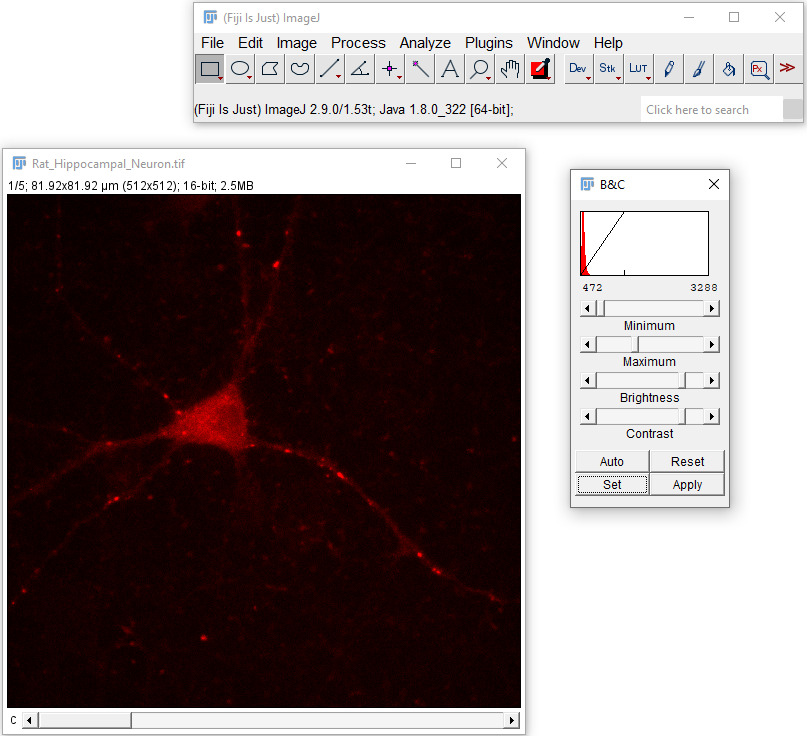 (Fiji Is Just) ImageJ
File Edit Image Process Analyze Plugins Window Help
A Dev Stk LUT Px >>
(Fiji Is Just) ImageJ 2.9.0/1.53t; Java 1.8.0_322 [64-bit]; Click here to search
Rat_Hippocampal_Neuron.tif
1/5; 81.92x81.92 µm (512x512); 16-bit; 2.5MB
B&C
472 3288
Minimum
Maximum
Brightness
Contrast
Auto Reset
Set Apply
C